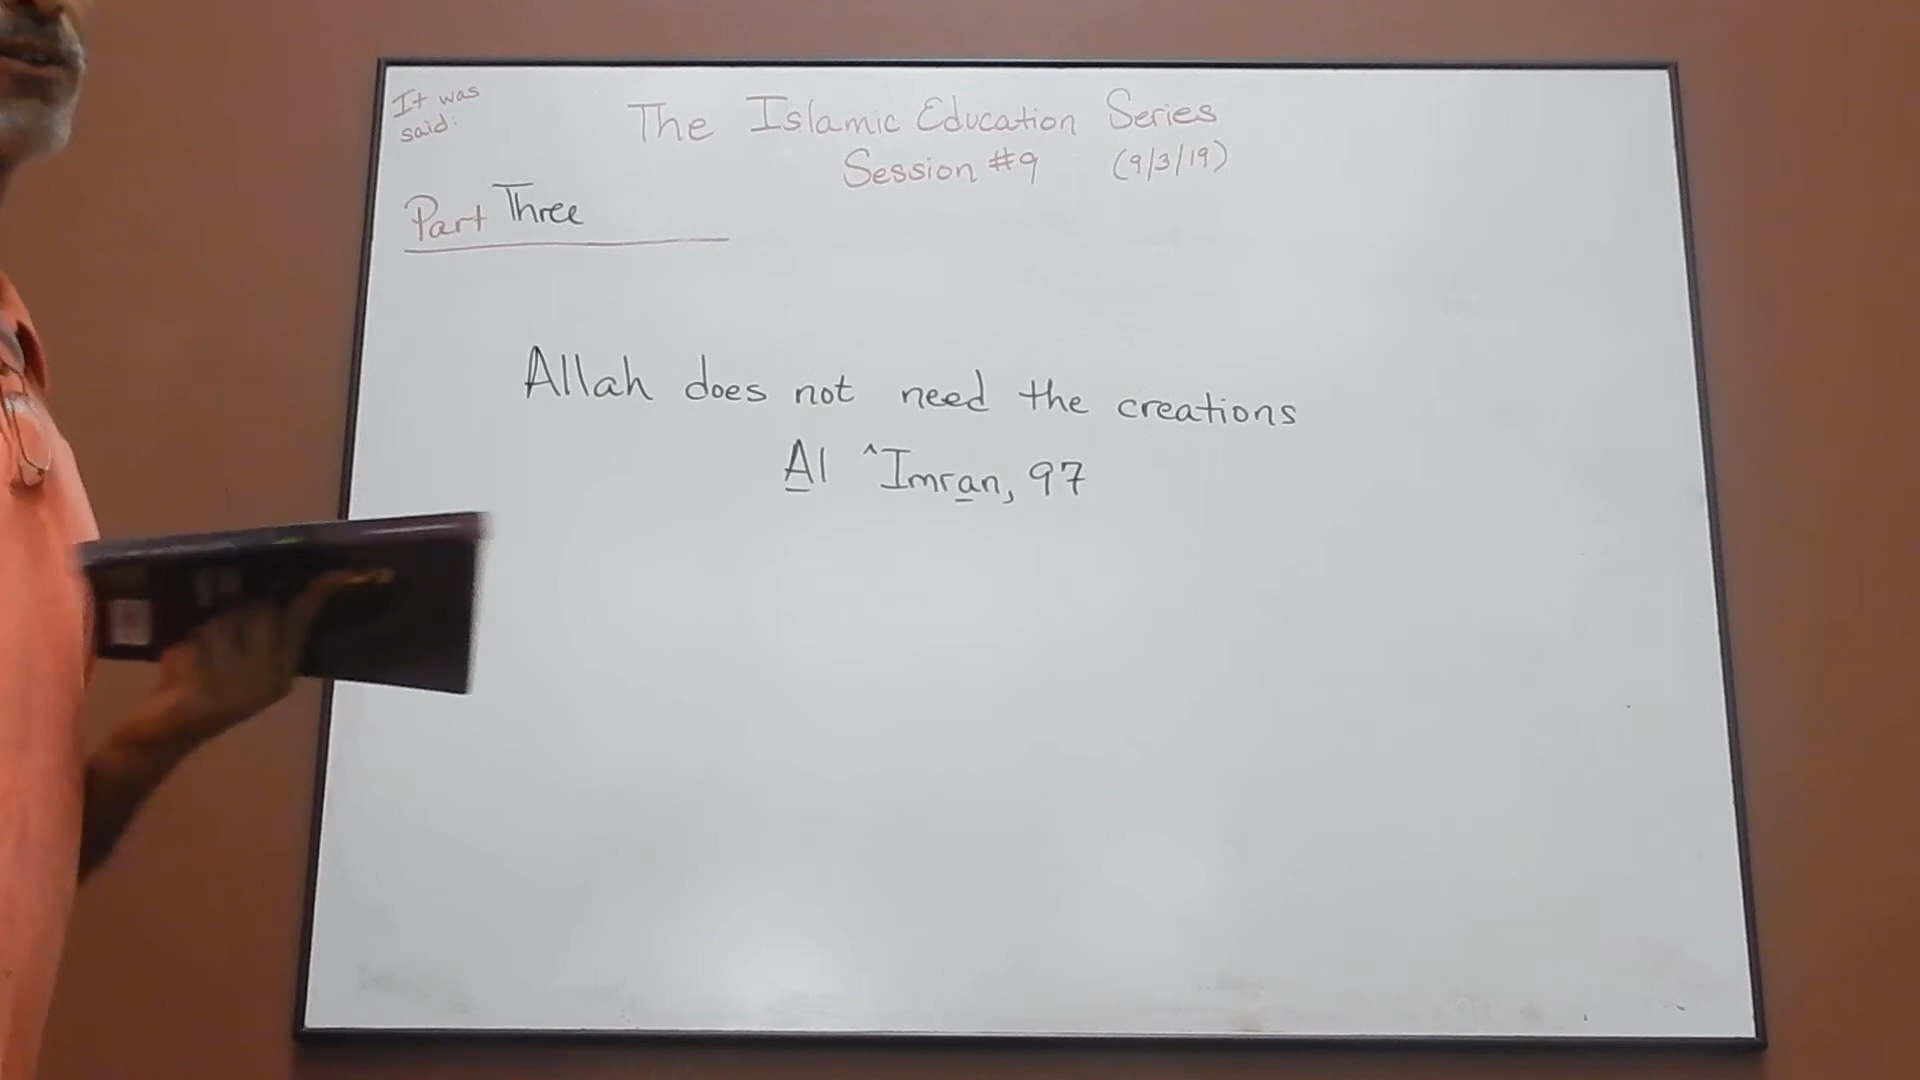 It was
said:
The Islamic Education Series
Session #9 (9/3/19)
Part Three
Allah does not need the creations
Al ^Imran, 97